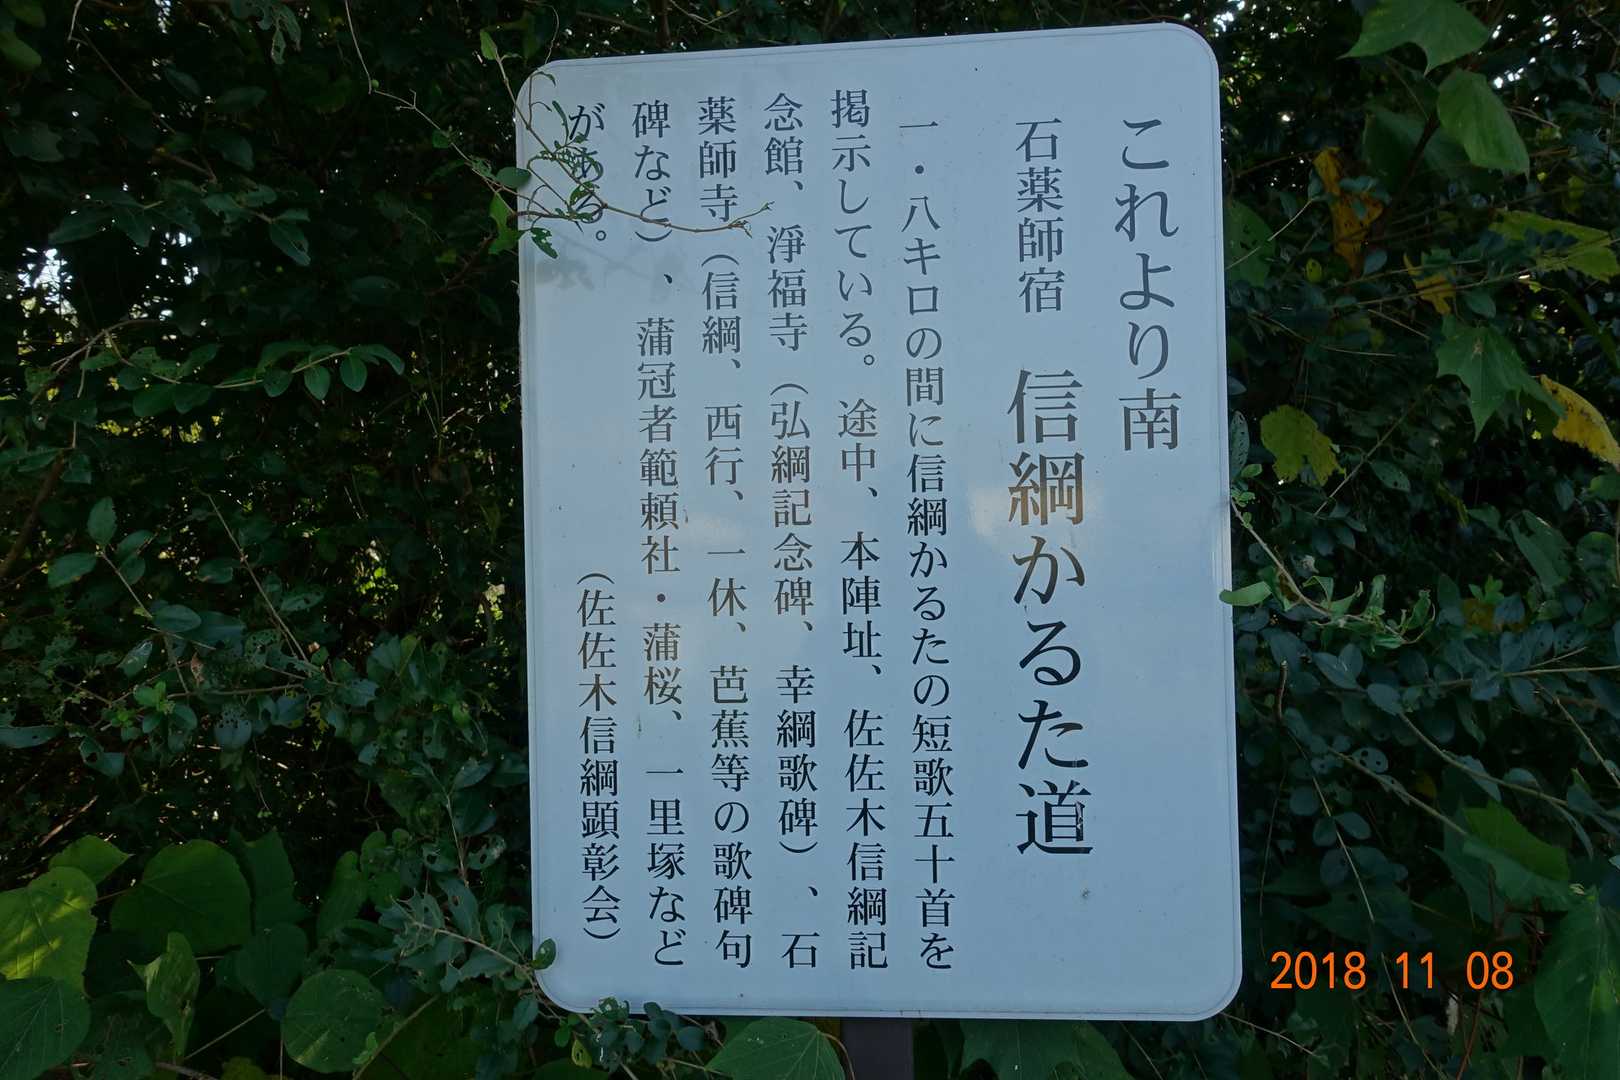 これより南
石薬師宿　信綱かるた道
一・八キロの間に信綱かるたの短歌五十首を
掲示している。途中、本陣址、佐佐木信綱記
念館、淨福寺（弘綱記念碑、幸綱歌碑）、石
薬師寺（信綱、西行、一休、芭蕉等の歌碑句
碑など）、蒲冠者範頼社・蒲桜、一里塚など
がある。
（佐佐木信綱顕彰会）
2018 11 08